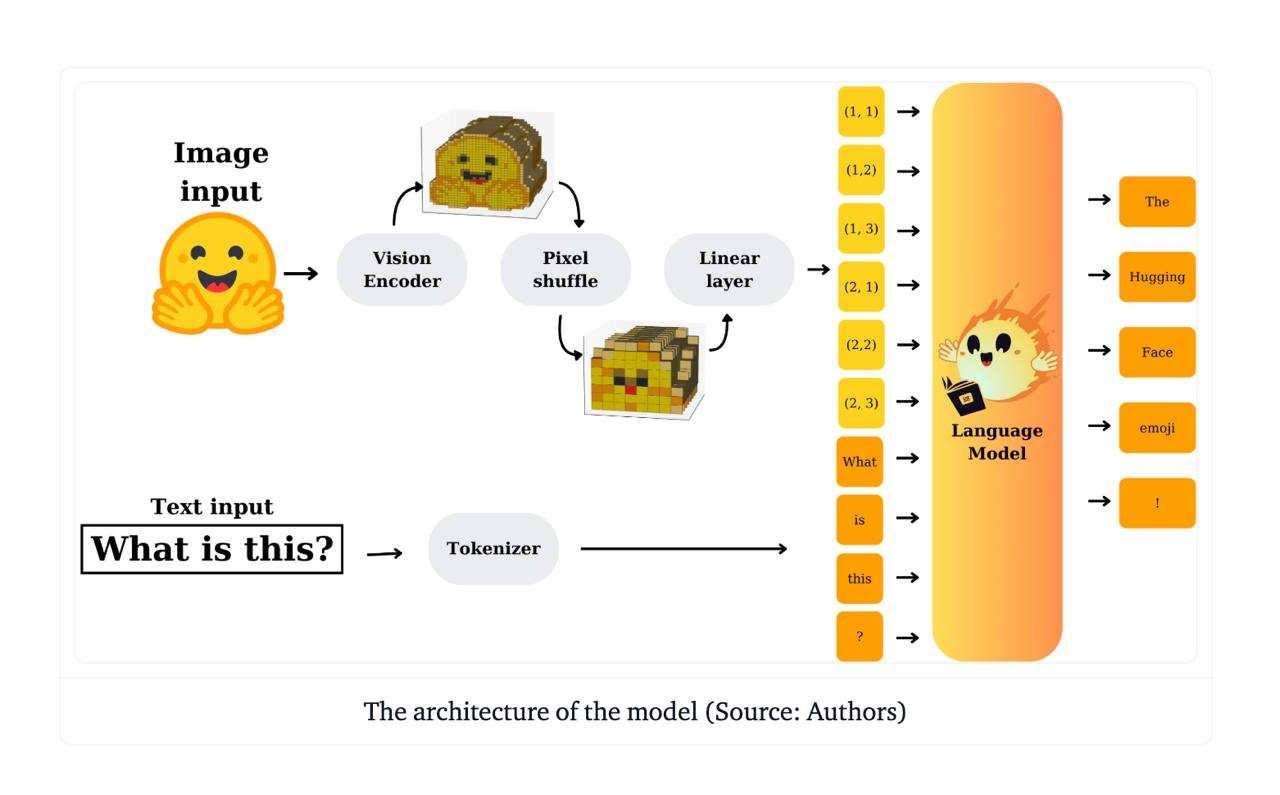 Image
input
Vision
Encoder
Pixel
shuffle
Linear
layer
Text input
What is this?
Tokenizer
(1, 1)
(1,2)
(1, 3)
(2, 1)
(2,2)
(2, 3)
What
is
this
?
Language
Model
The
Hugging
Face
emoji
!
The architecture of the model (Source: Authors)